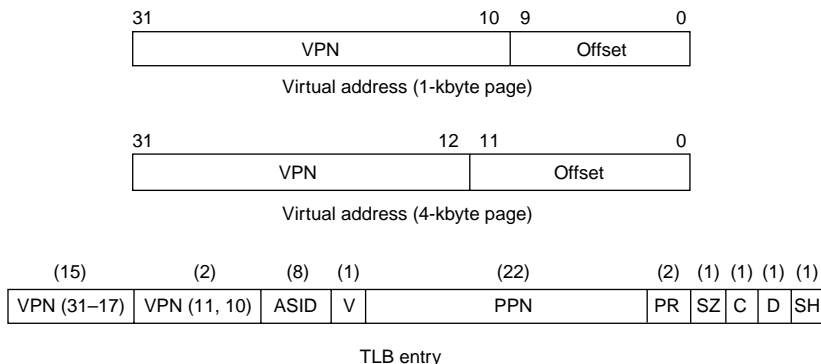 31 10 9 0
VPN Offset
Virtual address (1-kbyte page)
31 12 11 0
VPN Offset
Virtual address (4-kbyte page)
(15) (2) (8) (1) (22) (2) (1) (1) (1) (1)
VPN (31–17) VPN (11, 10) ASID V PPN PR SZ C D SH
TLB entry